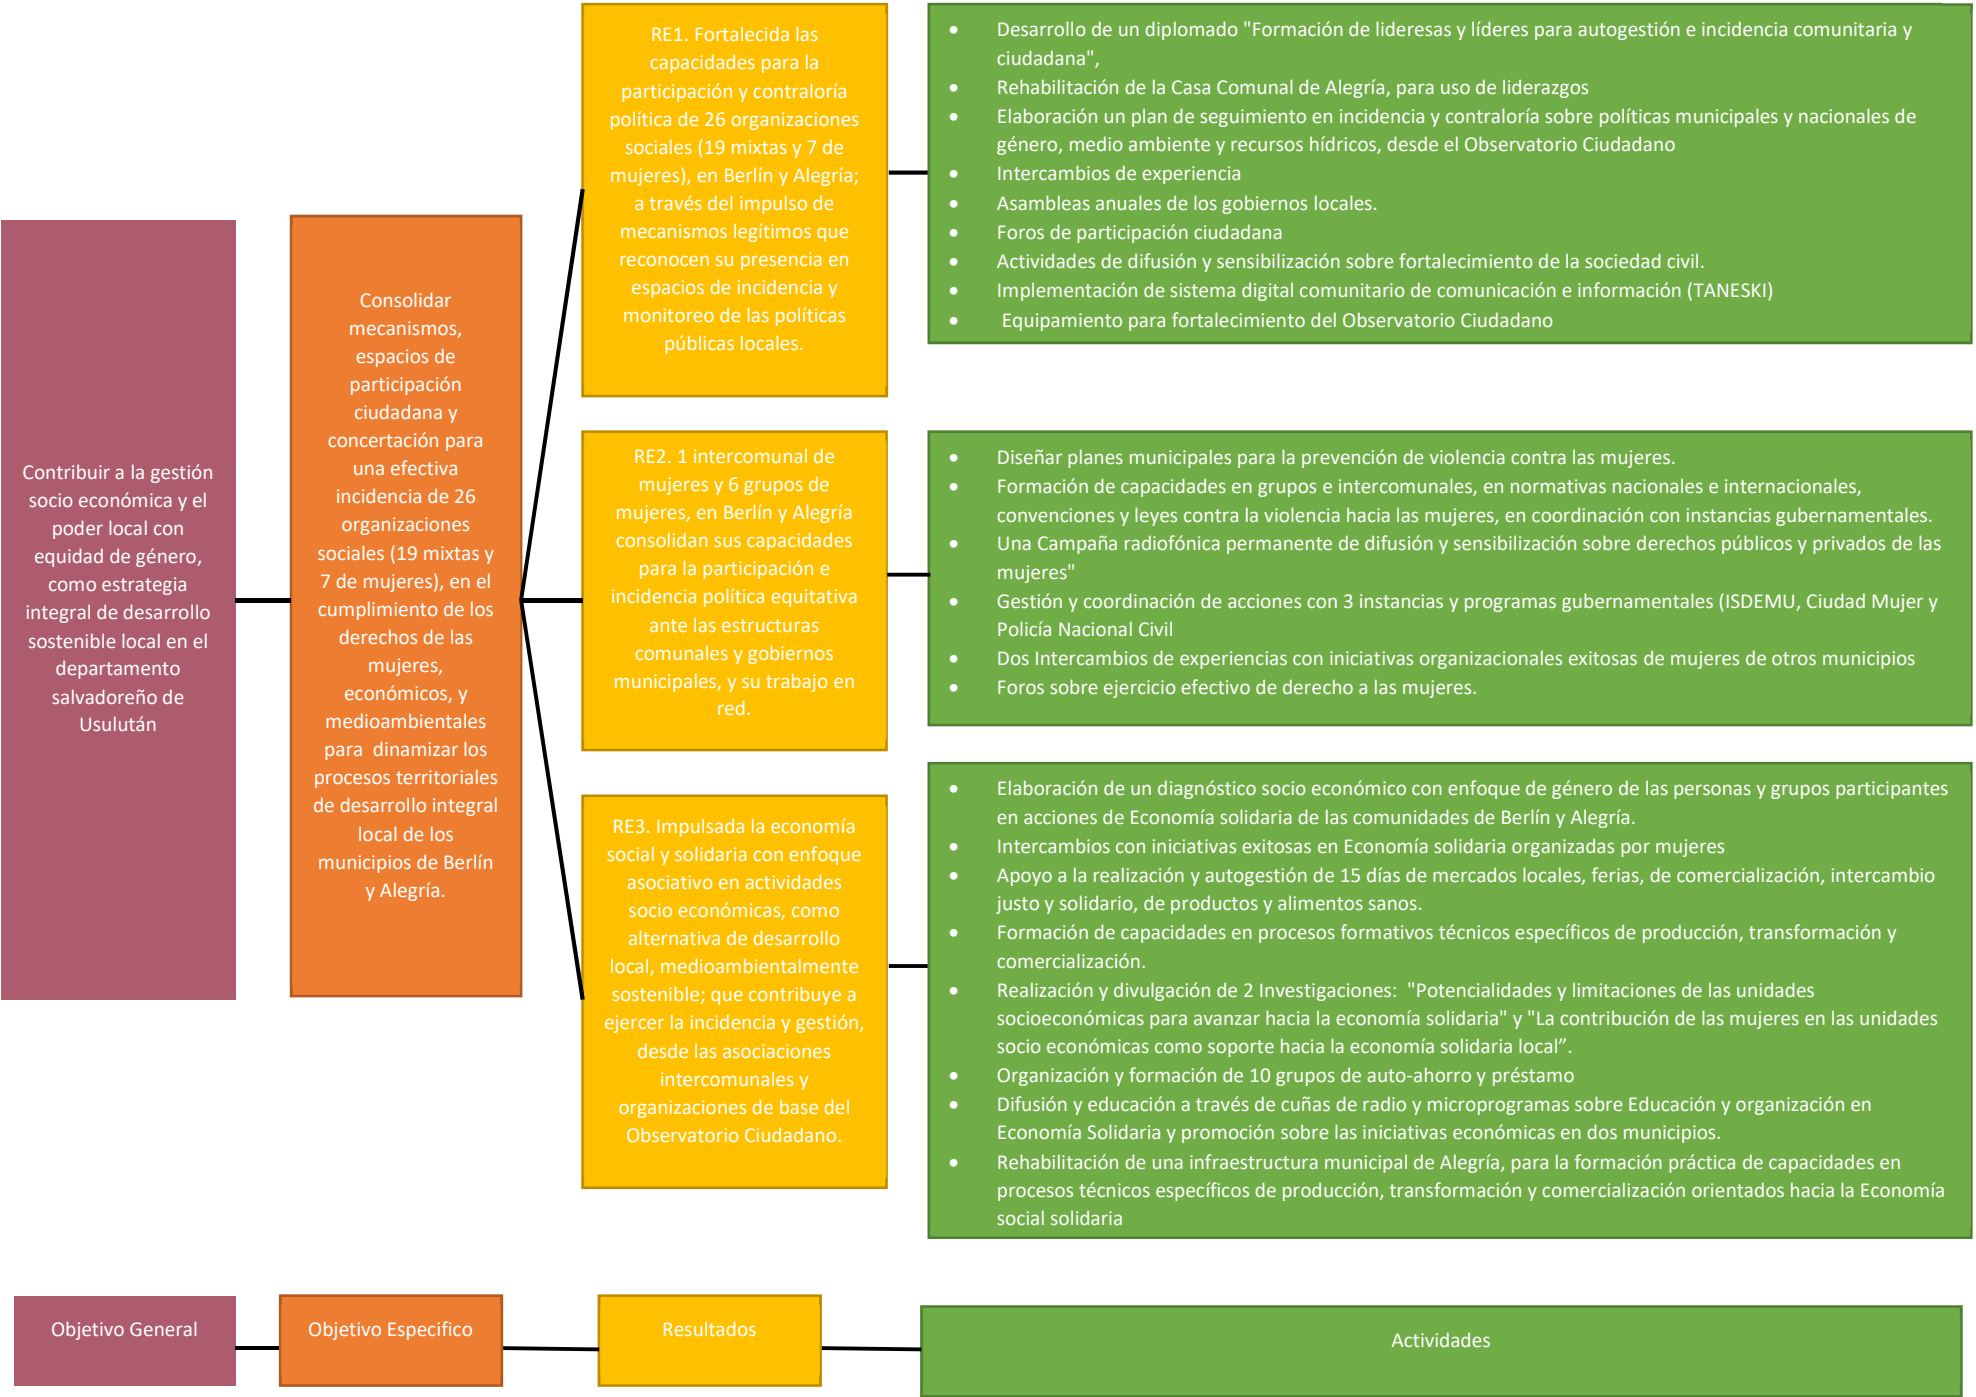 Contribuir a la gestión
socio económica y el
poder local con
equidad de género,
como estrategia
integral de desarrollo
sostenible local en el
departamento
salvadoreño de
Usulután
Consolidar
mecanismos,
espacios de
participación
ciudadana y
concertación para
una efectiva
incidencia de 26
organizaciones
sociales (19 mixtas y
7 de mujeres), en el
cumplimiento de los
derechos de las
mujeres,
económicos, y
medioambientales
para  dinamizar los
procesos territoriales
de desarrollo integral
local de los
municipios de Berlín
y Alegría.
RE1. Fortalecida las
capacidades para la
participación y contraloría
política de 26 organizaciones
sociales (19 mixtas y 7 de
mujeres), en Berlín y Alegría;
a través del impulso de
mecanismos legítimos que
reconocen su presencia en
espacios de incidencia y
monitoreo de las políticas
públicas locales.
• Desarrollo de un diplomado "Formación de lideresas y líderes para autogestión e incidencia comunitaria y
ciudadana",
• Rehabilitación de la Casa Comunal de Alegría, para uso de liderazgos
• Elaboración un plan de seguimiento en incidencia y contraloría sobre políticas municipales y nacionales de
género, medio ambiente y recursos hídricos, desde el Observatorio Ciudadano
• Intercambios de experiencia
• Asambleas anuales de los gobiernos locales.
• Foros de participación ciudadana
• Actividades de difusión y sensibilización sobre fortalecimiento de la sociedad civil.
• Implementación de sistema digital comunitario de comunicación e información (TANESKI)
• Equipamiento para fortalecimiento del Observatorio Ciudadano
RE2. 1 intercomunal de
mujeres y 6 grupos de
mujeres, en Berlín y Alegría
consolidan sus capacidades
para la participación e
incidencia política equitativa
ante las estructuras
comunales y gobiernos
municipales, y su trabajo en
red.
• Diseñar planes municipales para la prevención de violencia contra las mujeres.
• Formación de capacidades en grupos e intercomunales, en normativas nacionales e internacionales,
convenciones y leyes contra la violencia hacia las mujeres, en coordinación con instancias gubernamentales.
• Una Campaña radiofónica permanente de difusión y sensibilización sobre derechos públicos y privados de las
mujeres"
• Gestión y coordinación de acciones con 3 instancias y programas gubernamentales (ISDEMU, Ciudad Mujer y
Policía Nacional Civil
• Dos Intercambios de experiencias con iniciativas organizacionales exitosas de mujeres de otros municipios
• Foros sobre ejercicio efectivo de derecho a las mujeres.
RE3. Impulsada la economía
social y solidaria con enfoque
asociativo en actividades
socio económicas, como
alternativa de desarrollo
local, medioambientalmente
sostenible; que contribuye a
ejercer la incidencia y gestión,
desde las asociaciones
intercomunales y
organizaciones de base del
Observatorio Ciudadano.
• Elaboración de un diagnóstico socio económico con enfoque de género de las personas y grupos participantes
en acciones de Economía solidaria de las comunidades de Berlín y Alegría.
• Intercambios con iniciativas exitosas en Economía solidaria organizadas por mujeres
• Apoyo a la realización y autogestión de 15 días de mercados locales, ferias, de comercialización, intercambio
justo y solidario, de productos y alimentos sanos.
• Formación de capacidades en procesos formativos técnicos específicos de producción, transformación y
comercialización.
• Realización y divulgación de 2 Investigaciones:  "Potencialidades y limitaciones de las unidades
socioeconómicas para avanzar hacia la economía solidaria" y "La contribución de las mujeres en las unidades
socio económicas como soporte hacia la economía solidaria local”.
• Organización y formación de 10 grupos de auto-ahorro y préstamo
• Difusión y educación a través de cuñas de radio y microprogramas sobre Educación y organización en
Economía Solidaria y promoción sobre las iniciativas económicas en dos municipios.
• Rehabilitación de una infraestructura municipal de Alegría, para la formación práctica de capacidades en
procesos técnicos específicos de producción, transformación y comercialización orientados hacia la Economía
social solidaria
Objetivo General
Objetivo Especifico
Resultados
Actividades